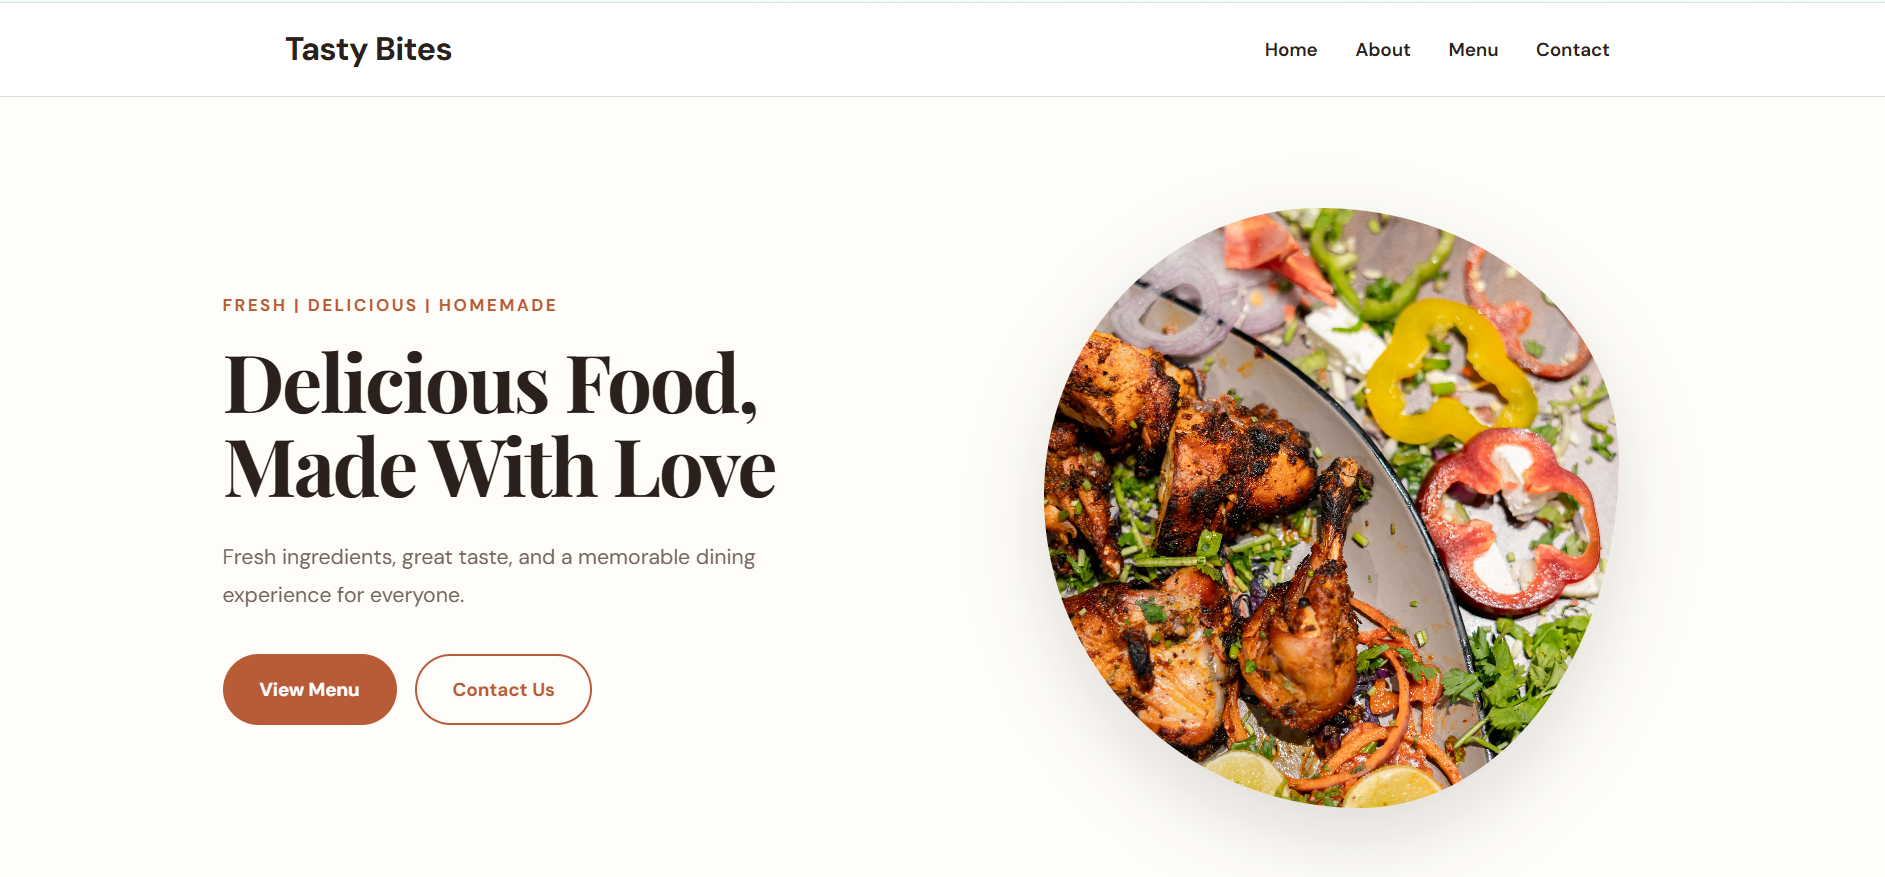 Tasty Bites
Home About Menu Contact
FRESH | DELICIOUS | HOMEMADE
Delicious Food,
Made With Love
Fresh ingredients, great taste, and a memorable dining
experience for everyone.
View Menu Contact Us